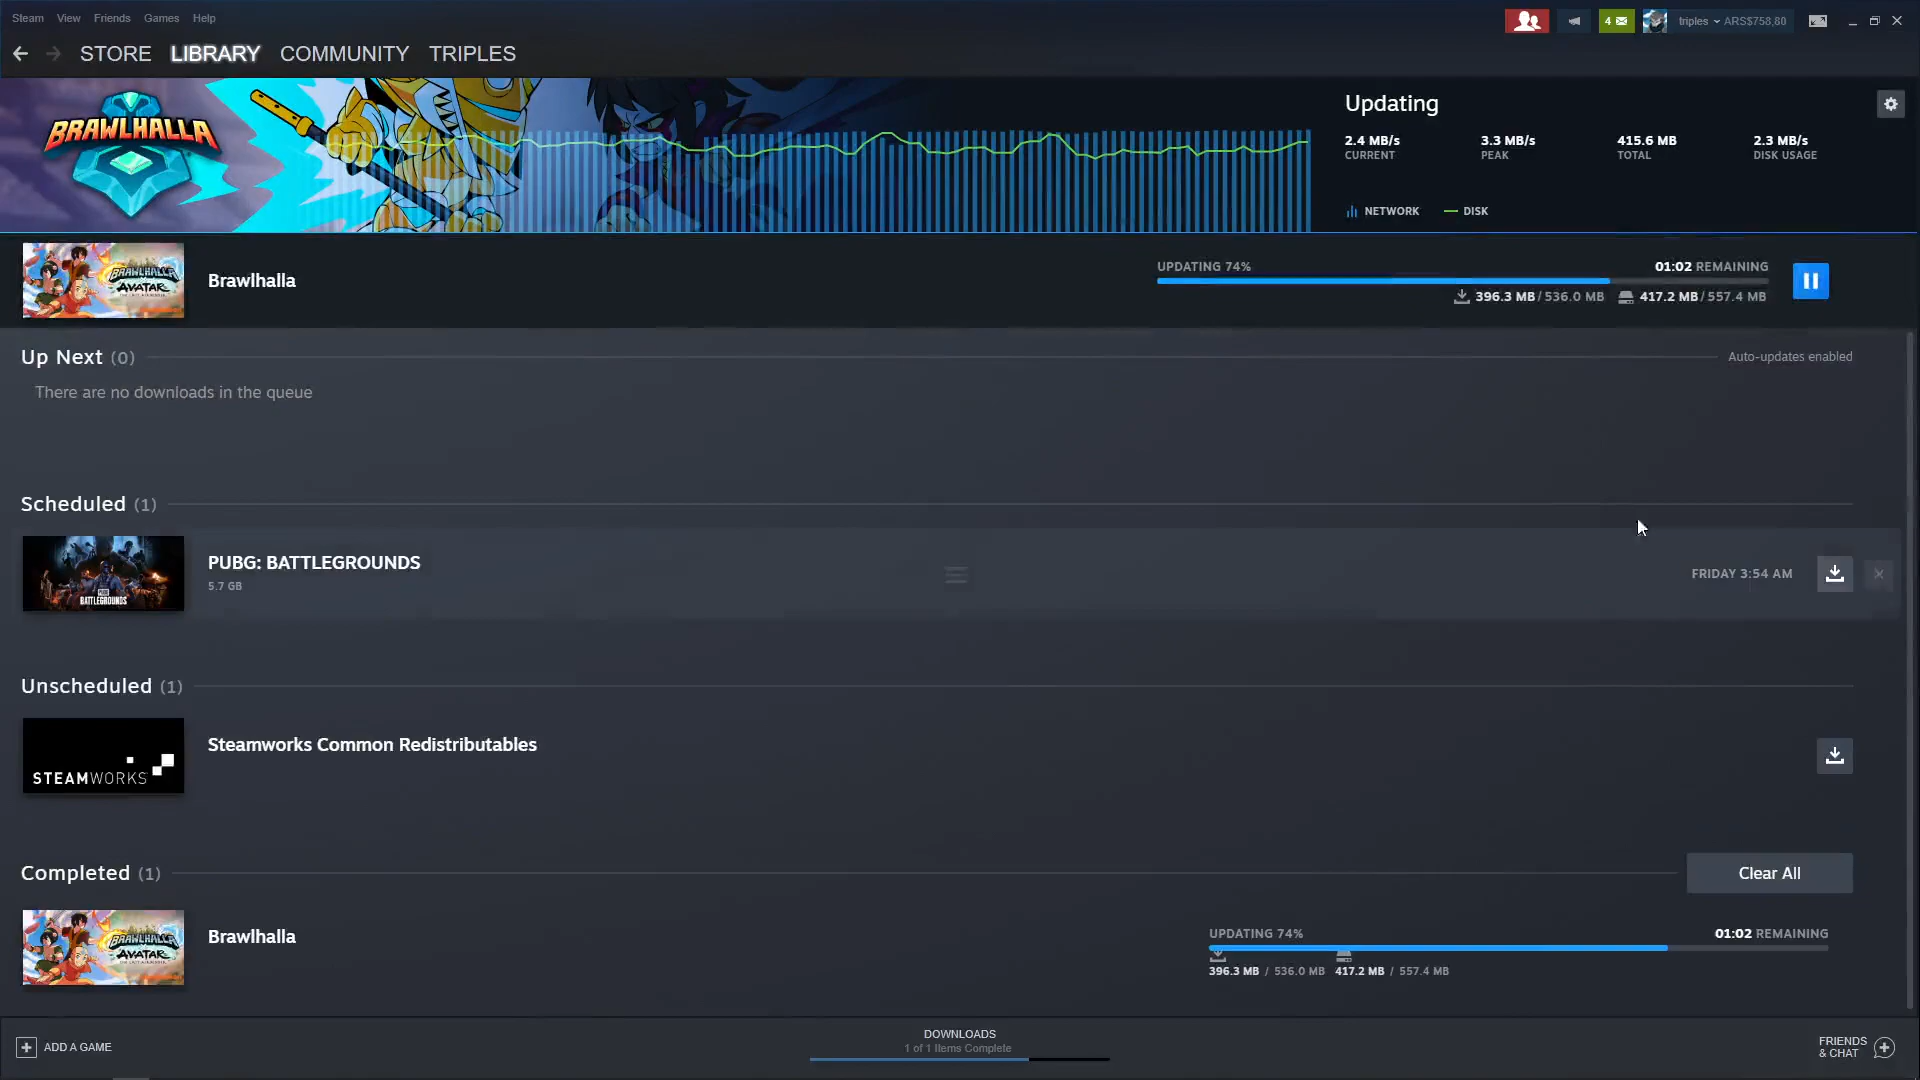 Steam View Friends Games Help
4 triples ARS$758,80
STORE LIBRARY COMMUNITY TRIPLES
BRAWLHALLA
Updating
2.4 MB/s 3.3 MB/s 415.6 MB 2.3 MB/s
CURRENT PEAK TOTAL DISK USAGE
NETWORK DISK
BRAWLHALLA
AVATAR
Brawlhalla
UPDATING 74% 01:02 REMAINING
396.3 MB / 536.0 MB 417.2 MB / 557.4 MB
Up Next (0) Auto-updates enabled
There are no downloads in the queue
Scheduled (1)
PUBG: BATTLEGROUNDS
5.7 GB
FRIDAY 3:54 AM
BATTLEGROUNDS
Unscheduled (1)
Steamworks Common Redistributables
STEAMWORKS
Completed (1) Clear All
BRAWLHALLA
AVATAR
Brawlhalla
UPDATING 74% 01:02 REMAINING
396.3 MB / 536.0 MB 417.2 MB / 557.4 MB
ADD A GAME
DOWNLOADS
1 of 1 Items Complete
FRIENDS
& CHAT